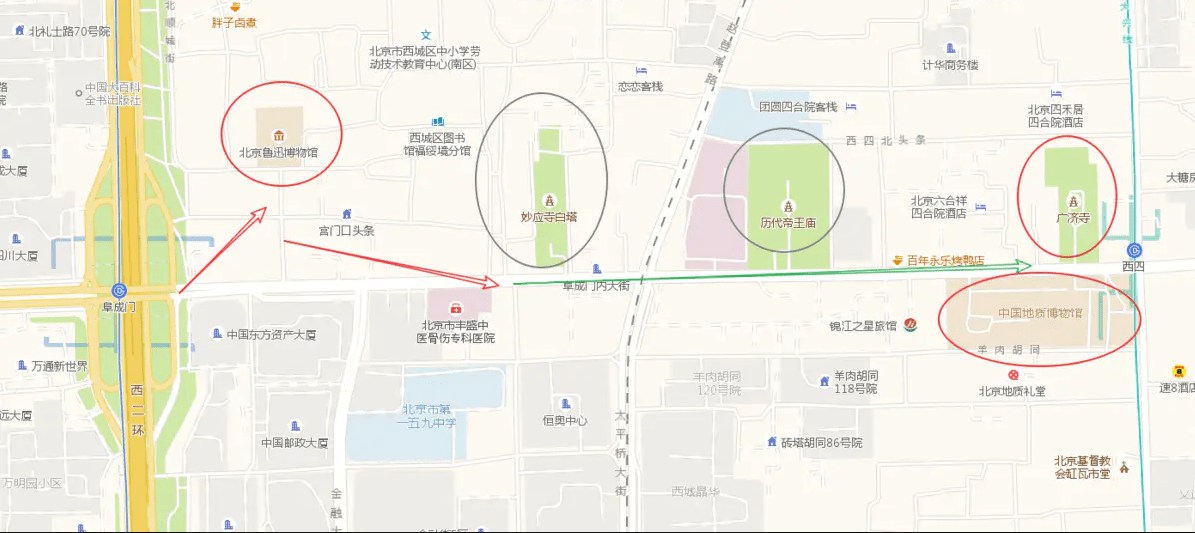 北礼士路70号院
北顺城街
胖子卤煮
北京市西城区中小学劳
动技术教育中心(南区)
赵登禹路
计华商务楼
中国大百科
全书出版社
恋恋客栈
团圆四合院客栈
北京四禾居
四合院酒店
北京鲁迅博物馆
西城区图书
馆福绥境分馆
西四北头条
大糖房
成大厦
妙应寺白塔
历代帝王庙
北京六合祥
四合院酒店
广济寺
宫门口头条
四川大厦
百年永乐烤鸭店
西四
阜成门
阜成门内大街
中国地质博物馆
中国东方资产大厦
北京市丰盛中
医骨伤专科医院
锦江之星旅馆
羊肉胡同
万通新世界
羊肉胡同
120号院
羊肉胡同
118号院
北京地质礼堂
速8酒店
西二环
北京市第
一五九中学
恒奥中心
太平桥大街
远大厦
中国邮政大厦
砖塔胡同86号院
北京基督教
会缸瓦市堂
万明园小区
金融大
西城晶华